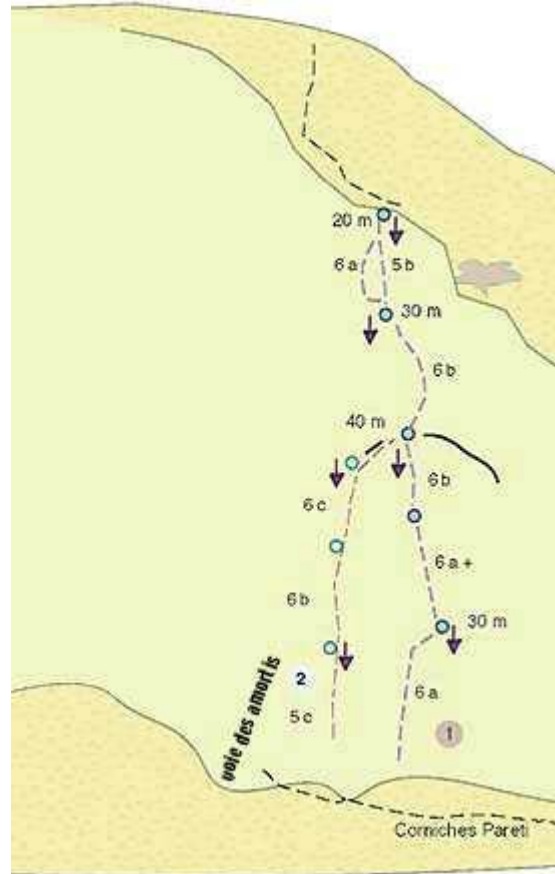 20 m
6 a
5 b
30 m
6 b
40 m
6 b
6 c
6 a +
6 b
30 m
voie des amortis
2
6 a
5 c
1
Corniches Pareti